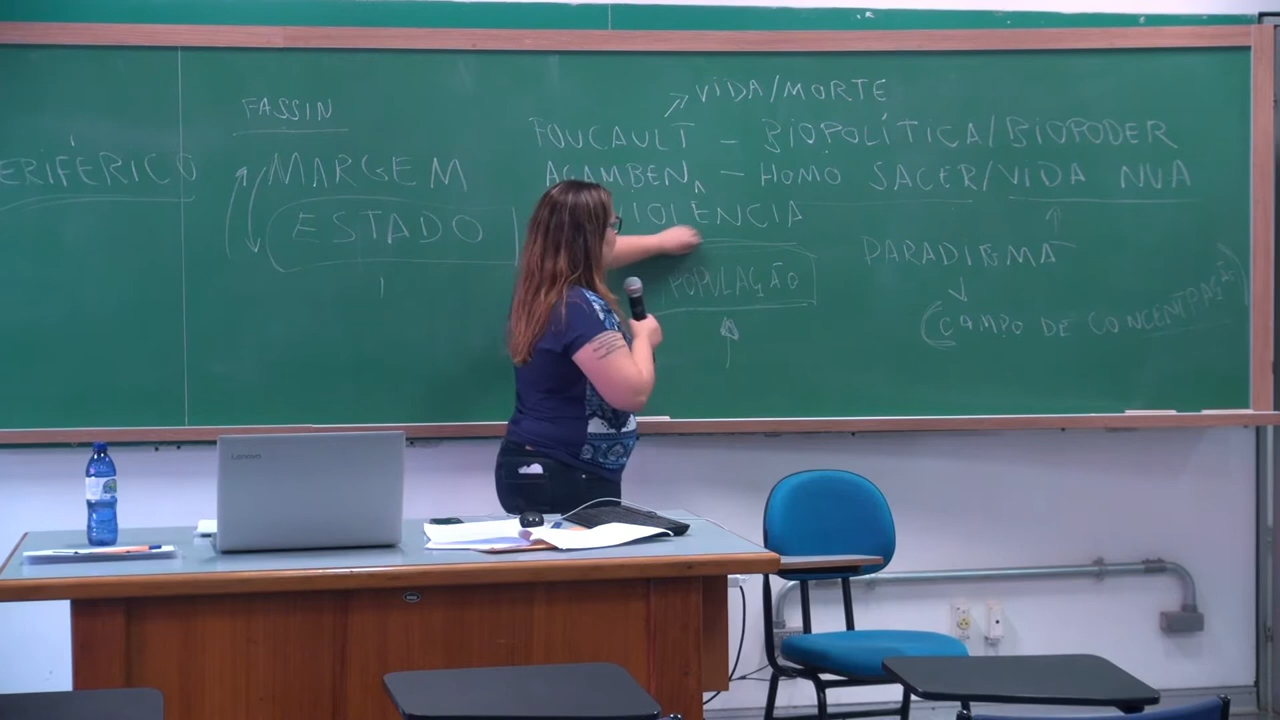 ERIFÉRICO
FASSIN
MARGEM
ESTADO
VIDA/MORTE
FOUCAULT - BIOPOLÍTICA/BIOPODER
AGAMBEN - HOMO SACER/VIDA NUA
VIOLÊNCIA
POPULAÇÃO
PARADIGMA
CAMPO DE CONCENTRAÇÃO
Lenovo